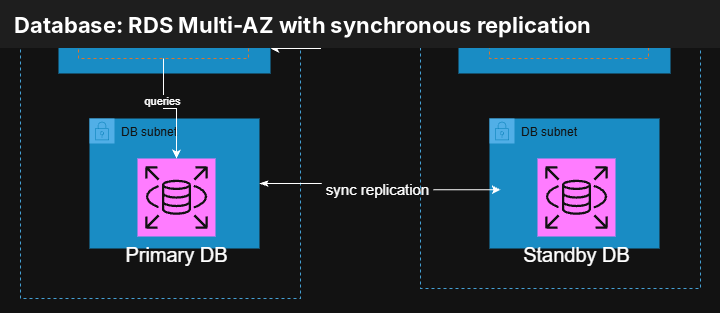 Database: RDS Multi-AZ with synchronous replication
queries
DB subnet
DB subnet
sync replication
Primary DB
Standby DB